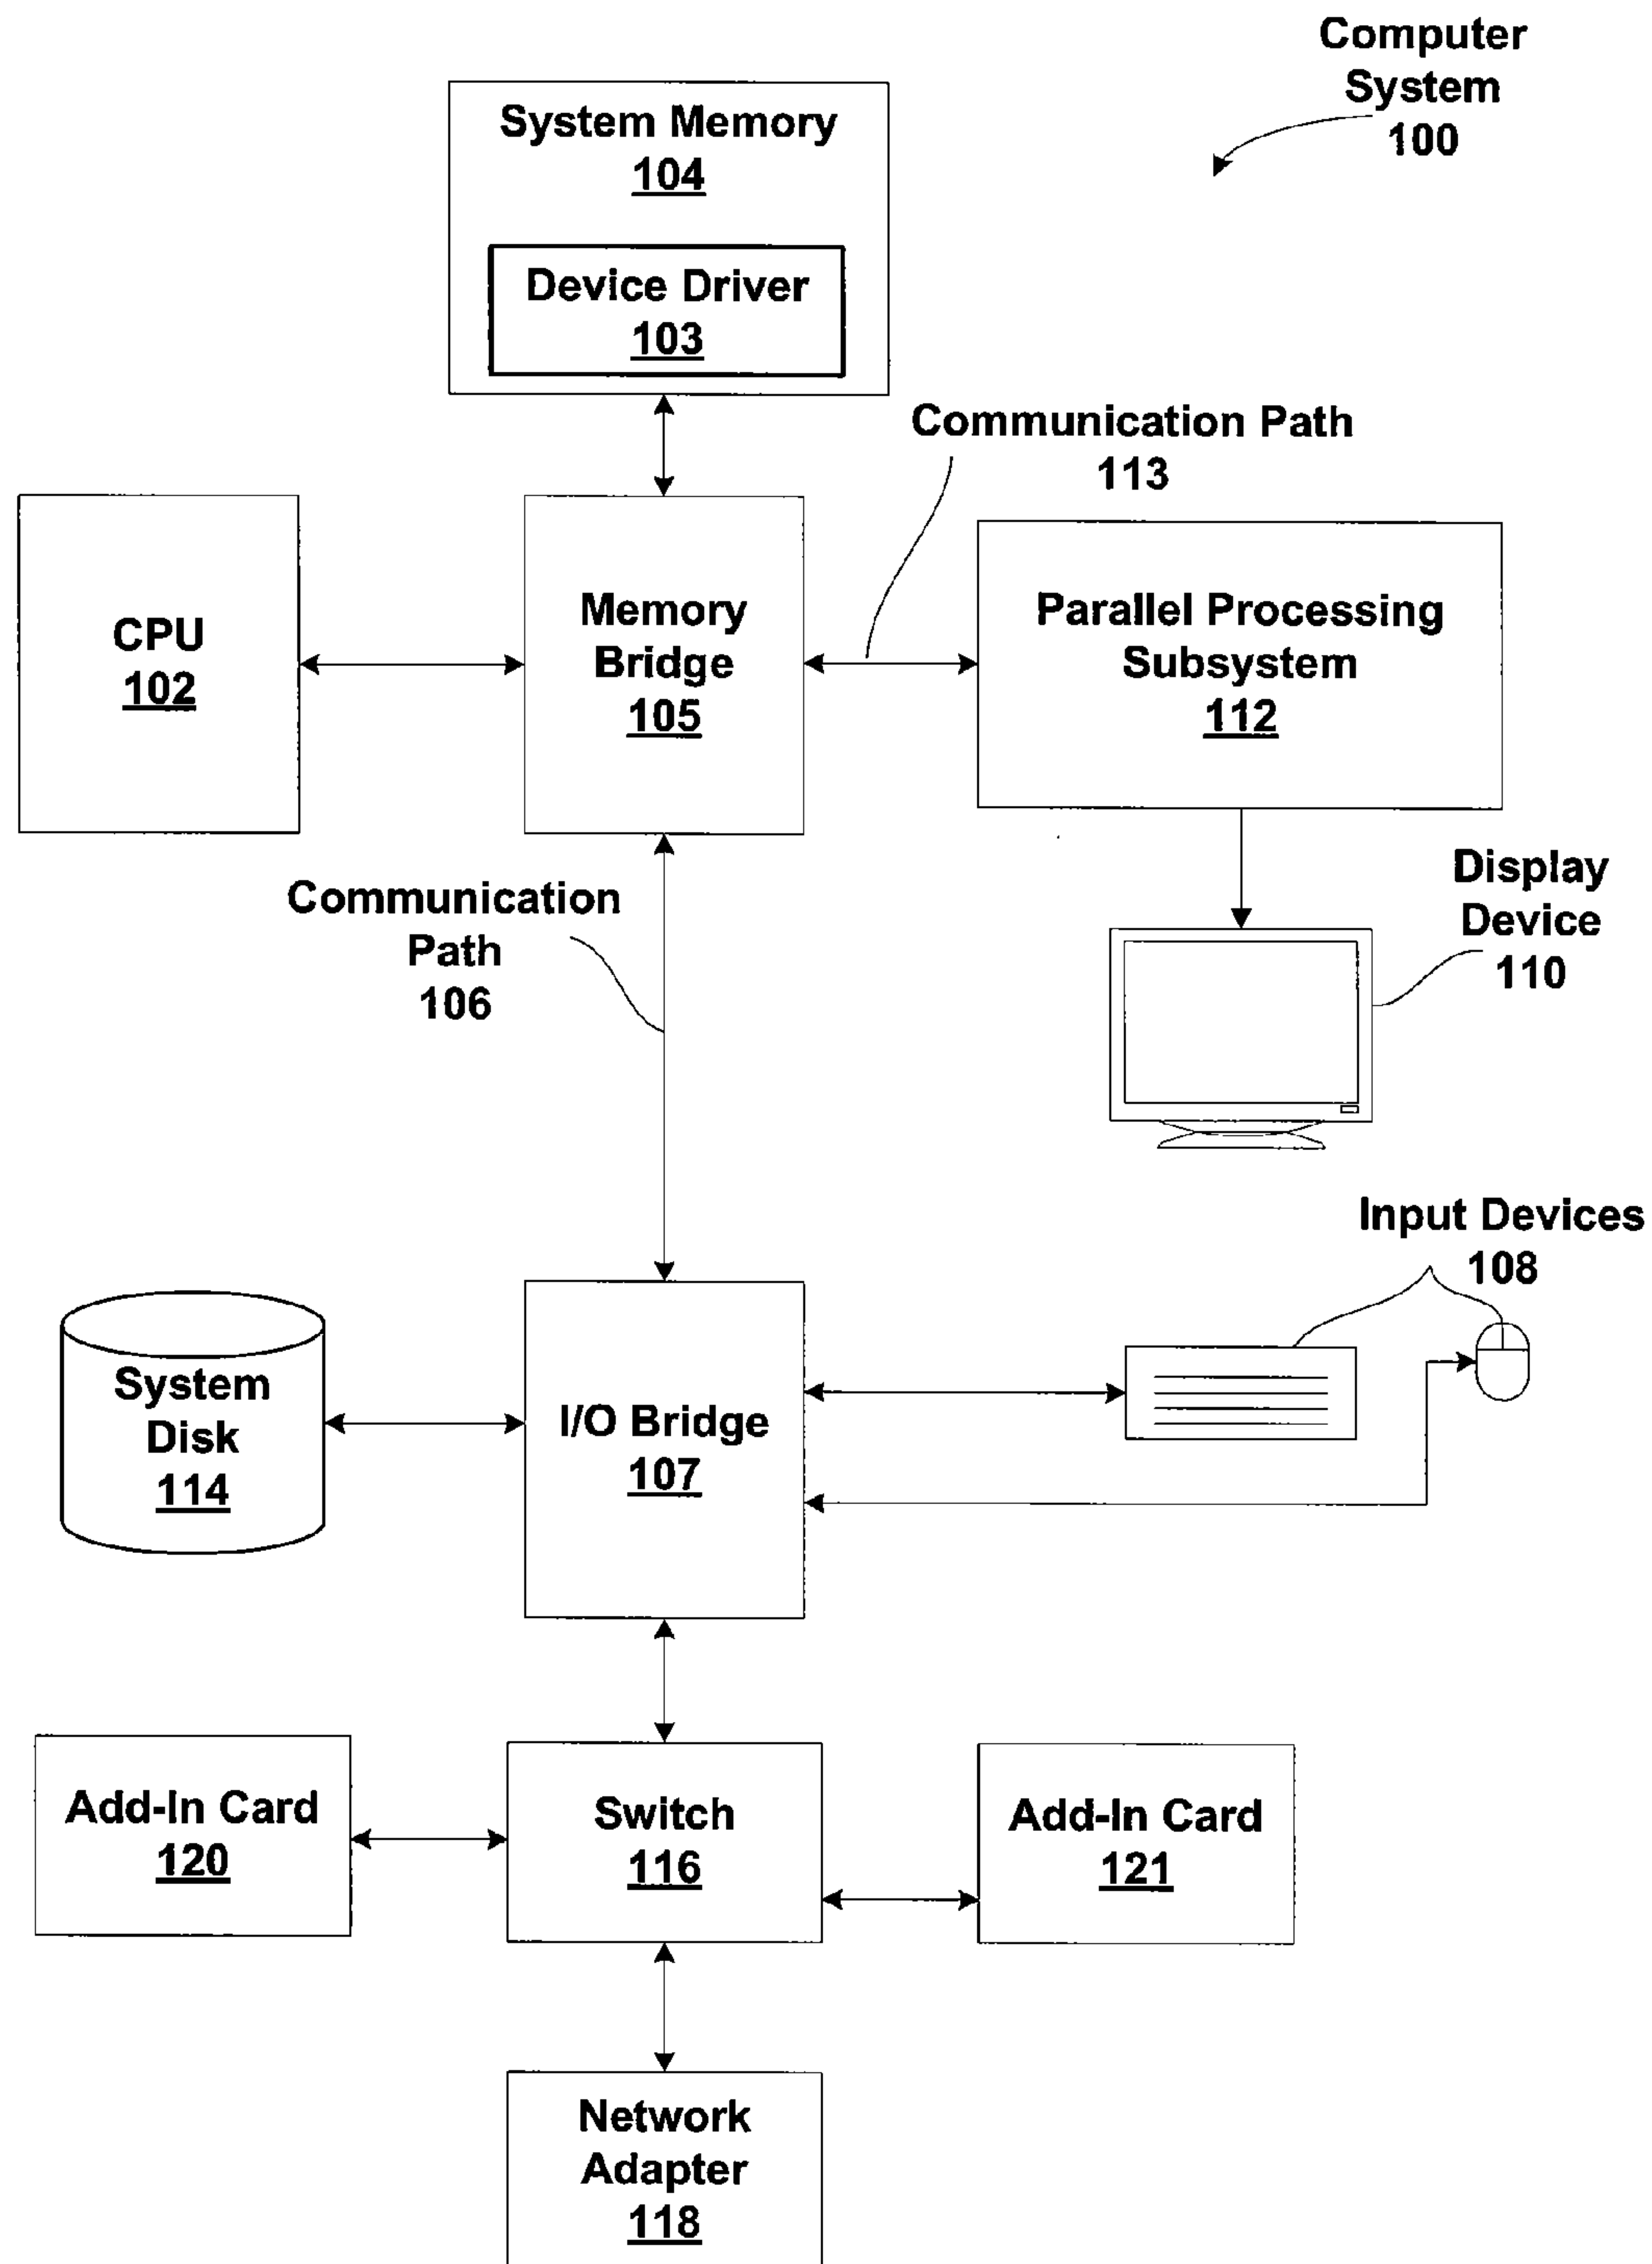 Computer
System
100
System Memory
104
Device Driver
103
Communication Path
113
CPU
102
Memory
Bridge
105
Parallel Processing
Subsystem
112
Communication
Path
106
Display
Device
110
Input Devices
108
System
Disk
114
I/O Bridge
107
Add-In Card
120
Switch
116
Add-In Card
121
Network
Adapter
118